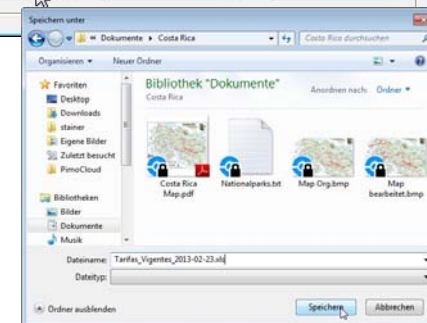 Speichern unter
« Dokumente ▸ Costa Rica
Costa Rica durchsuchen
Organisieren ▾ Neuer Ordner
Favoriten
Desktop
Downloads
stainer
Eigene Bilder
Zuletzt besucht
PimoCloud
Bibliotheken
Bilder
Dokumente
Musik
Bibliothek "Dokumente"
Costa Rica
Anordnen nach: Ordner ▾
Costa Rica
Map.pdf
Nationalparks.txt
Map Org.bmp
Map
bearbeitet.bmp
Dateiname: Tarifas_Vigentes_2013-02-23.xls
Dateityp:
Ordner ausblenden
Speichern
Abbrechen